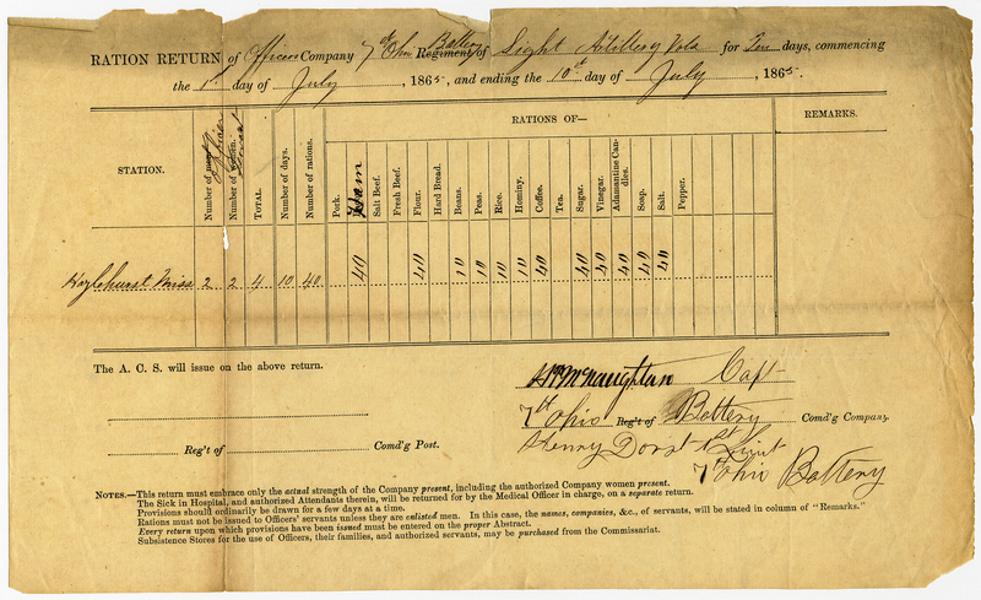 RATION RETURN of Officers Company 7th Ohio Regiment Battery of Light Artillery Vols for Ten days, commencing
the 1st day of July, 1865, and ending the 10th day of July, 1865.
STATION.
Number of men. Officers
Number of women. Servants
TOTAL.
Number of days.
Number of rations.
RATIONS OF—
Pork.
Ham
Salt Beef.
Fresh Beef.
Flour.
Hard Bread.
Beans.
Peas.
Rice.
Hominy.
Coffee.
Tea.
Sugar.
Vinegar.
Adamantine Candles.
Soap.
Salt.
Pepper.
REMARKS.
Hazlehurst Miss 2 2 4 10 40 40 40 10 10 10 10 40 40 40 40 40 40
The A. C. S. will issue on the above return.
McNaughton Capt
7th Ohio Reg't of Battery Comd'g Company.
Henry Dorst 1st Lieut
Reg't of Comd'g Post.
7th Ohio Battery
NOTES.—This return must embrace only the actual strength of the Company present, including the authorized Company women present.
The Sick in Hospital, and authorized Attendants therein, will be returned for by the Medical Officer in charge, on a separate return.
Provisions should ordinarily be drawn for a few days at a time.
Rations must not be issued to Officers' servants unless they are enlisted men. In this case, the names, companies, &c., of servants, will be stated in column of "Remarks."
Every return upon which provisions have been issued must be entered on the proper Abstract.
Subsistence Stores for the use of Officers, their families, and authorized servants, may be purchased from the Commissariat.